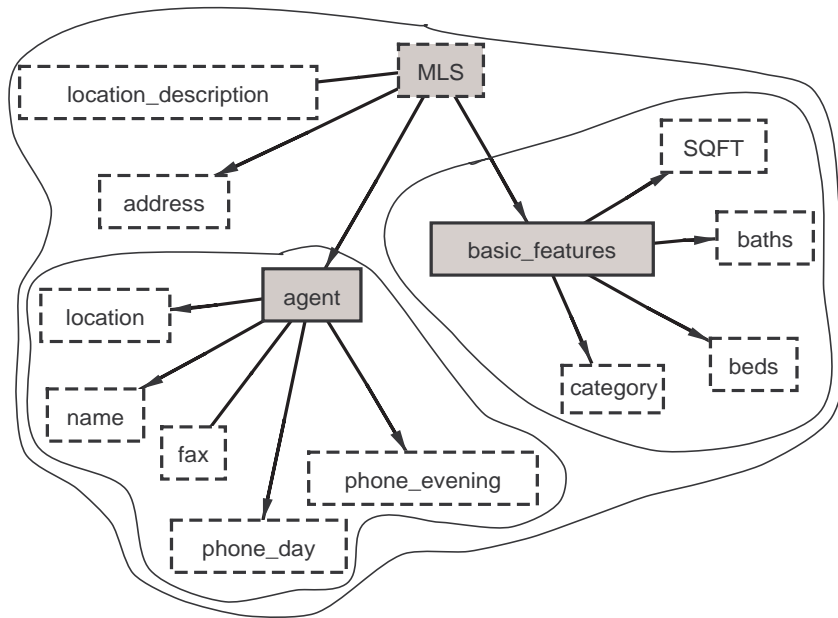 MLS
location_description
SQFT
address
baths
basic_features
agent
location
beds
category
name
fax
phone_evening
phone_day